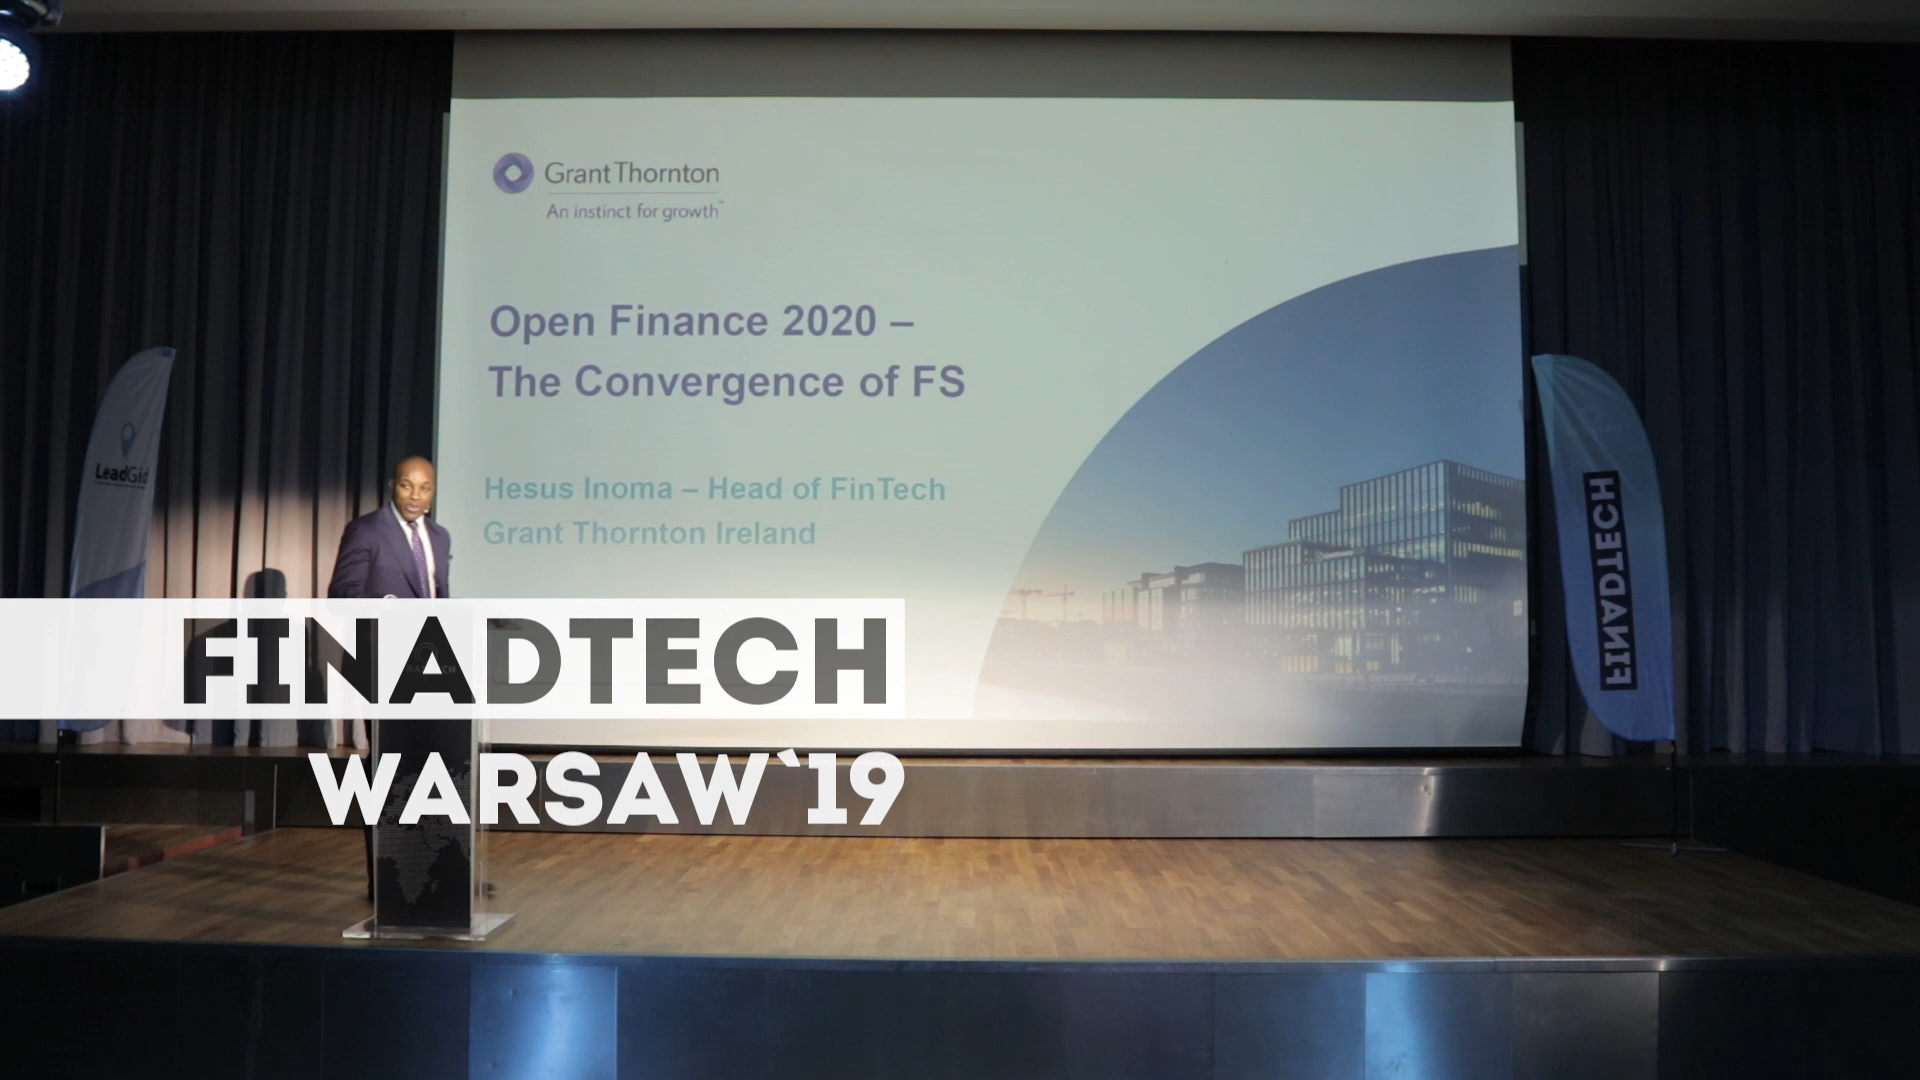 Grant Thornton
An instinct for growth™
Open Finance 2020 –
The Convergence of FS
Hesus Inoma – Head of FinTech
Grant Thornton Ireland
LeadGid
FINADTECH
FINADTECH
WARSAW`19